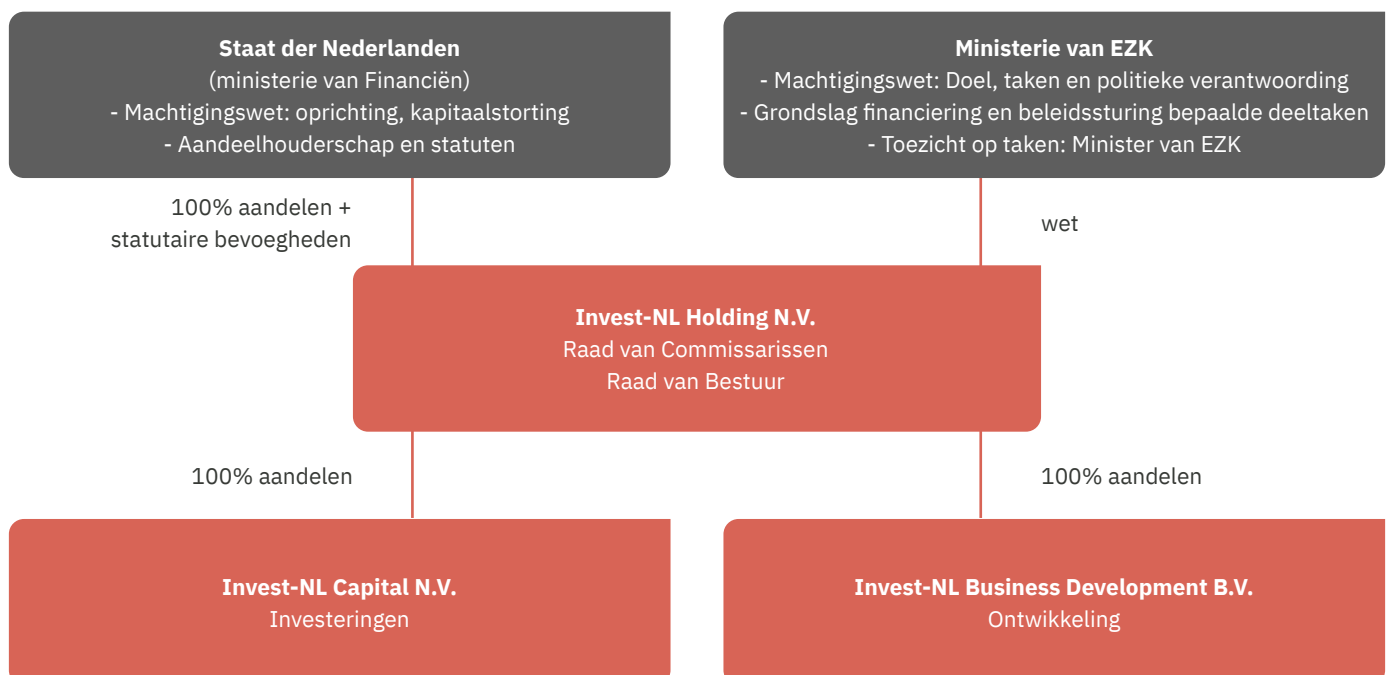 Staat der Nederlanden
(ministerie van Financiën)
- Machtigingswet: oprichting, kapitaalstorting
- Aandeelhouderschap en statuten
Ministerie van EZK
- Machtigingswet: Doel, taken en politieke verantwoording
- Grondslag financiering en beleidssturing bepaalde deeltaken
- Toezicht op taken: Minister van EZK
100% aandelen +
statutaire bevoegheden
wet
Invest-NL Holding N.V.
Raad van Commissarissen
Raad van Bestuur
100% aandelen
100% aandelen
Invest-NL Capital N.V.
Investeringen
Invest-NL Business Development B.V.
Ontwikkeling